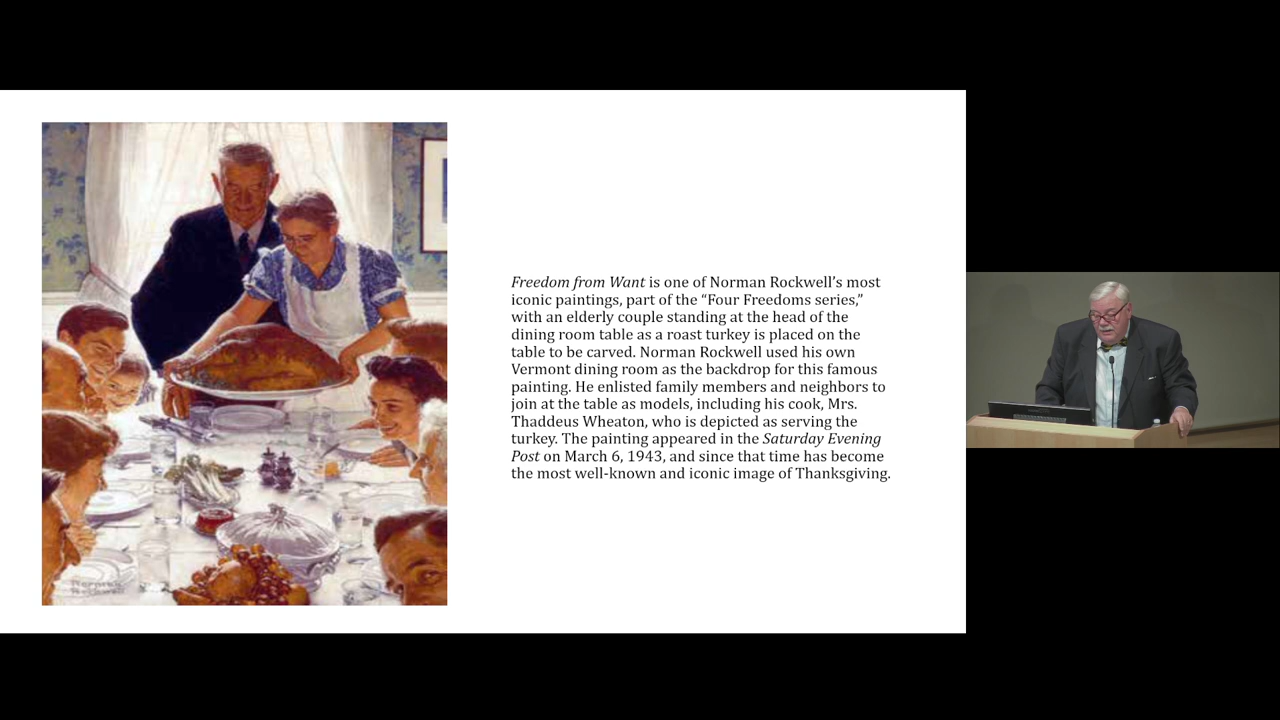 Freedom from Want is one of Norman Rockwell’s most
iconic paintings, part of the “Four Freedoms series,”
with an elderly couple standing at the head of the
dining room table as a roast turkey is placed on the
table to be carved. Norman Rockwell used his own
Vermont dining room as the backdrop for this famous
painting. He enlisted family members and neighbors to
join at the table as models, including his cook, Mrs.
Thaddeus Wheaton, who is depicted as serving the
turkey. The painting appeared in the Saturday Evening
Post on March 6, 1943, and since that time has become
the most well-known and iconic image of Thanksgiving.
Norman
Rockwell